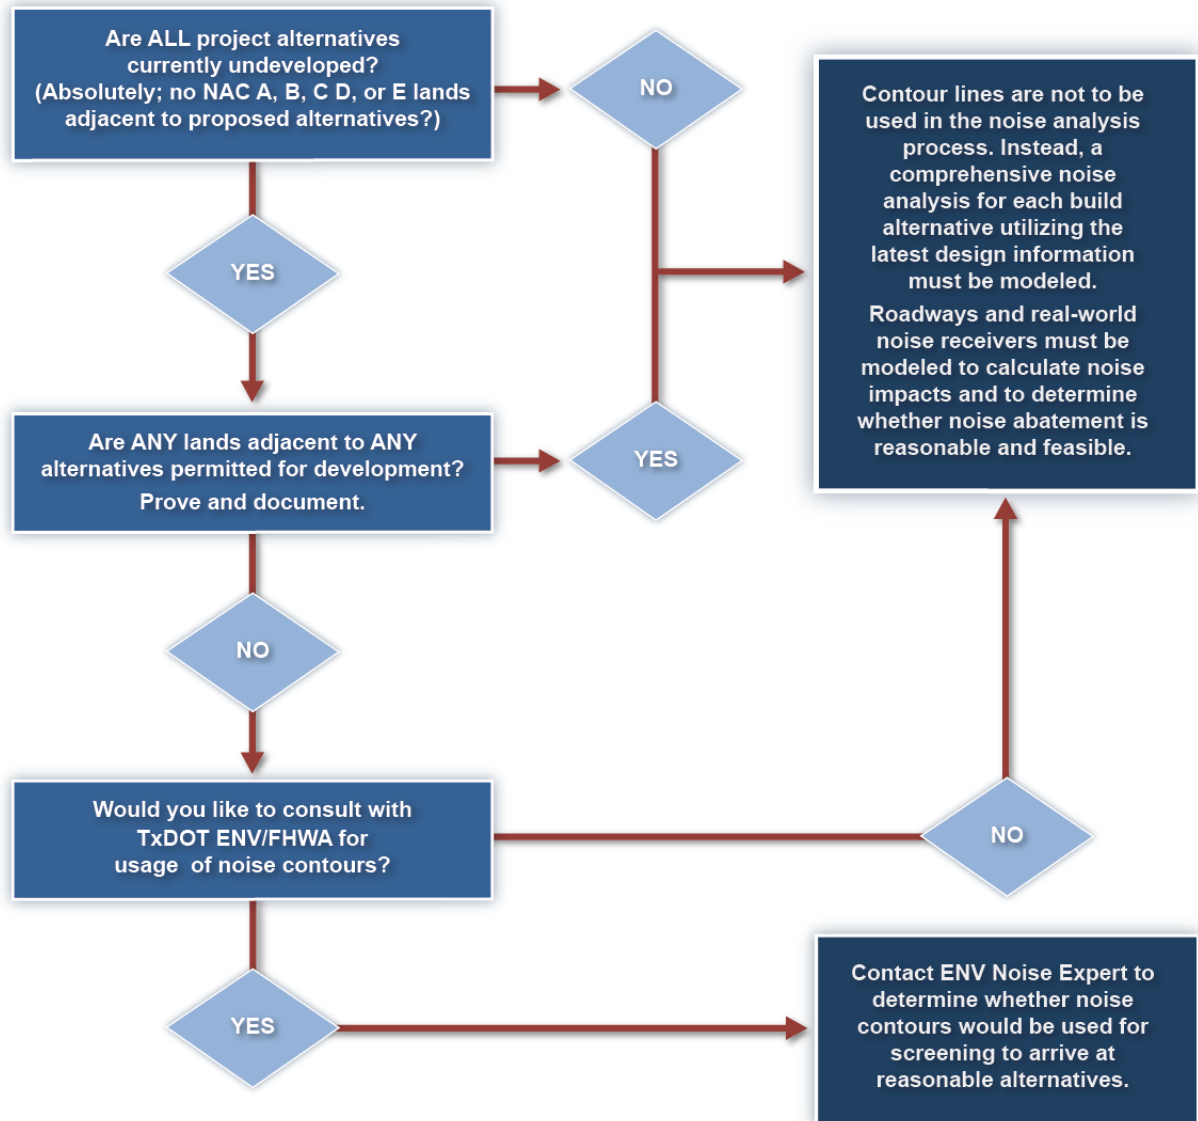 Are ALL project alternatives
currently undeveloped?
(Absolutely; no NAC A, B, C D, or E lands
adjacent to proposed alternatives?)
NO
Contour lines are not to be
used in the noise analysis
process. Instead, a
comprehensive noise
analysis for each build
alternative utilizing the
latest design information
must be modeled.
Roadways and real-world
noise receivers must be
modeled to calculate noise
impacts and to determine
whether noise abatement is
reasonable and feasible.
YES
Are ANY lands adjacent to ANY
alternatives permitted for development?
Prove and document.
YES
NO
Would you like to consult with
TxDOT ENV/FHWA for
usage of noise contours?
NO
YES
Contact ENV Noise Expert to
determine whether noise
contours would be used for
screening to arrive at
reasonable alternatives.